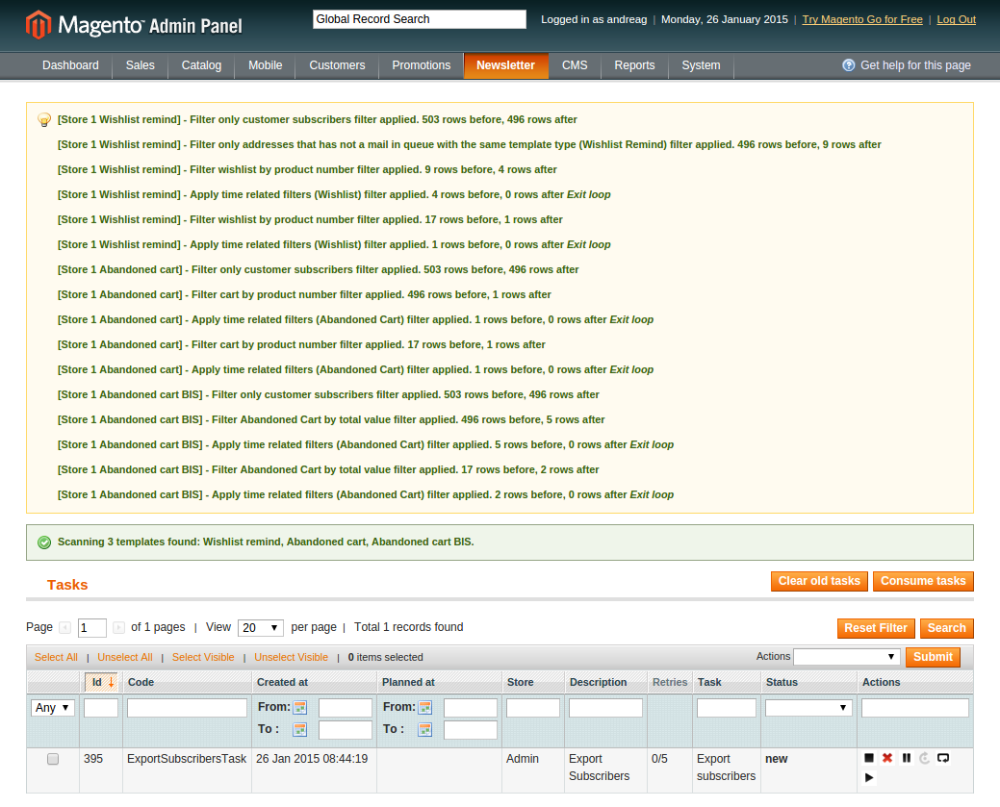 Magento™ Admin Panel
Global Record Search
Logged in as andreag | Monday, 26 January 2015 | Try Magento Go for Free | Log Out
Dashboard Sales Catalog Mobile Customers Promotions Newsletter CMS Reports System Get help for this page
[Store 1 Wishlist remind] - Filter only customer subscribers filter applied. 503 rows before, 496 rows after
[Store 1 Wishlist remind] - Filter only addresses that has not a mail in queue with the same template type (Wishlist Remind) filter applied. 496 rows before, 9 rows after
[Store 1 Wishlist remind] - Filter wishlist by product number filter applied. 9 rows before, 4 rows after
[Store 1 Wishlist remind] - Apply time related filters (Wishlist) filter applied. 4 rows before, 0 rows after Exit loop
[Store 1 Wishlist remind] - Filter wishlist by product number filter applied. 17 rows before, 1 rows after
[Store 1 Wishlist remind] - Apply time related filters (Wishlist) filter applied. 1 rows before, 0 rows after Exit loop
[Store 1 Abandoned cart] - Filter only customer subscribers filter applied. 503 rows before, 496 rows after
[Store 1 Abandoned cart] - Filter cart by product number filter applied. 496 rows before, 1 rows after
[Store 1 Abandoned cart] - Apply time related filters (Abandoned Cart) filter applied. 1 rows before, 0 rows after Exit loop
[Store 1 Abandoned cart] - Filter cart by product number filter applied. 17 rows before, 1 rows after
[Store 1 Abandoned cart] - Apply time related filters (Abandoned Cart) filter applied. 1 rows before, 0 rows after Exit loop
[Store 1 Abandoned cart BIS] - Filter only customer subscribers filter applied. 503 rows before, 496 rows after
[Store 1 Abandoned cart BIS] - Filter Abandoned Cart by total value filter applied. 496 rows before, 5 rows after
[Store 1 Abandoned cart BIS] - Apply time related filters (Abandoned Cart) filter applied. 5 rows before, 0 rows after Exit loop
[Store 1 Abandoned cart BIS] - Filter Abandoned Cart by total value filter applied. 17 rows before, 2 rows after
[Store 1 Abandoned cart BIS] - Apply time related filters (Abandoned Cart) filter applied. 2 rows before, 0 rows after Exit loop
Scanning 3 templates found: Wishlist remind, Abandoned cart, Abandoned cart BIS.
Tasks Clear old tasks Consume tasks
Page 1 of 1 pages | View 20 per page | Total 1 records found Reset Filter Search
Select All | Unselect All | Select Visible | Unselect Visible | 0 items selected Actions Submit
Id Code Created at Planned at Store Description Retries Task Status Actions
Any From: From:
To : To :
395 ExportSubscribersTask 26 Jan 2015 08:44:19 Admin Export 0/5 Export new
Subscribers subscribers